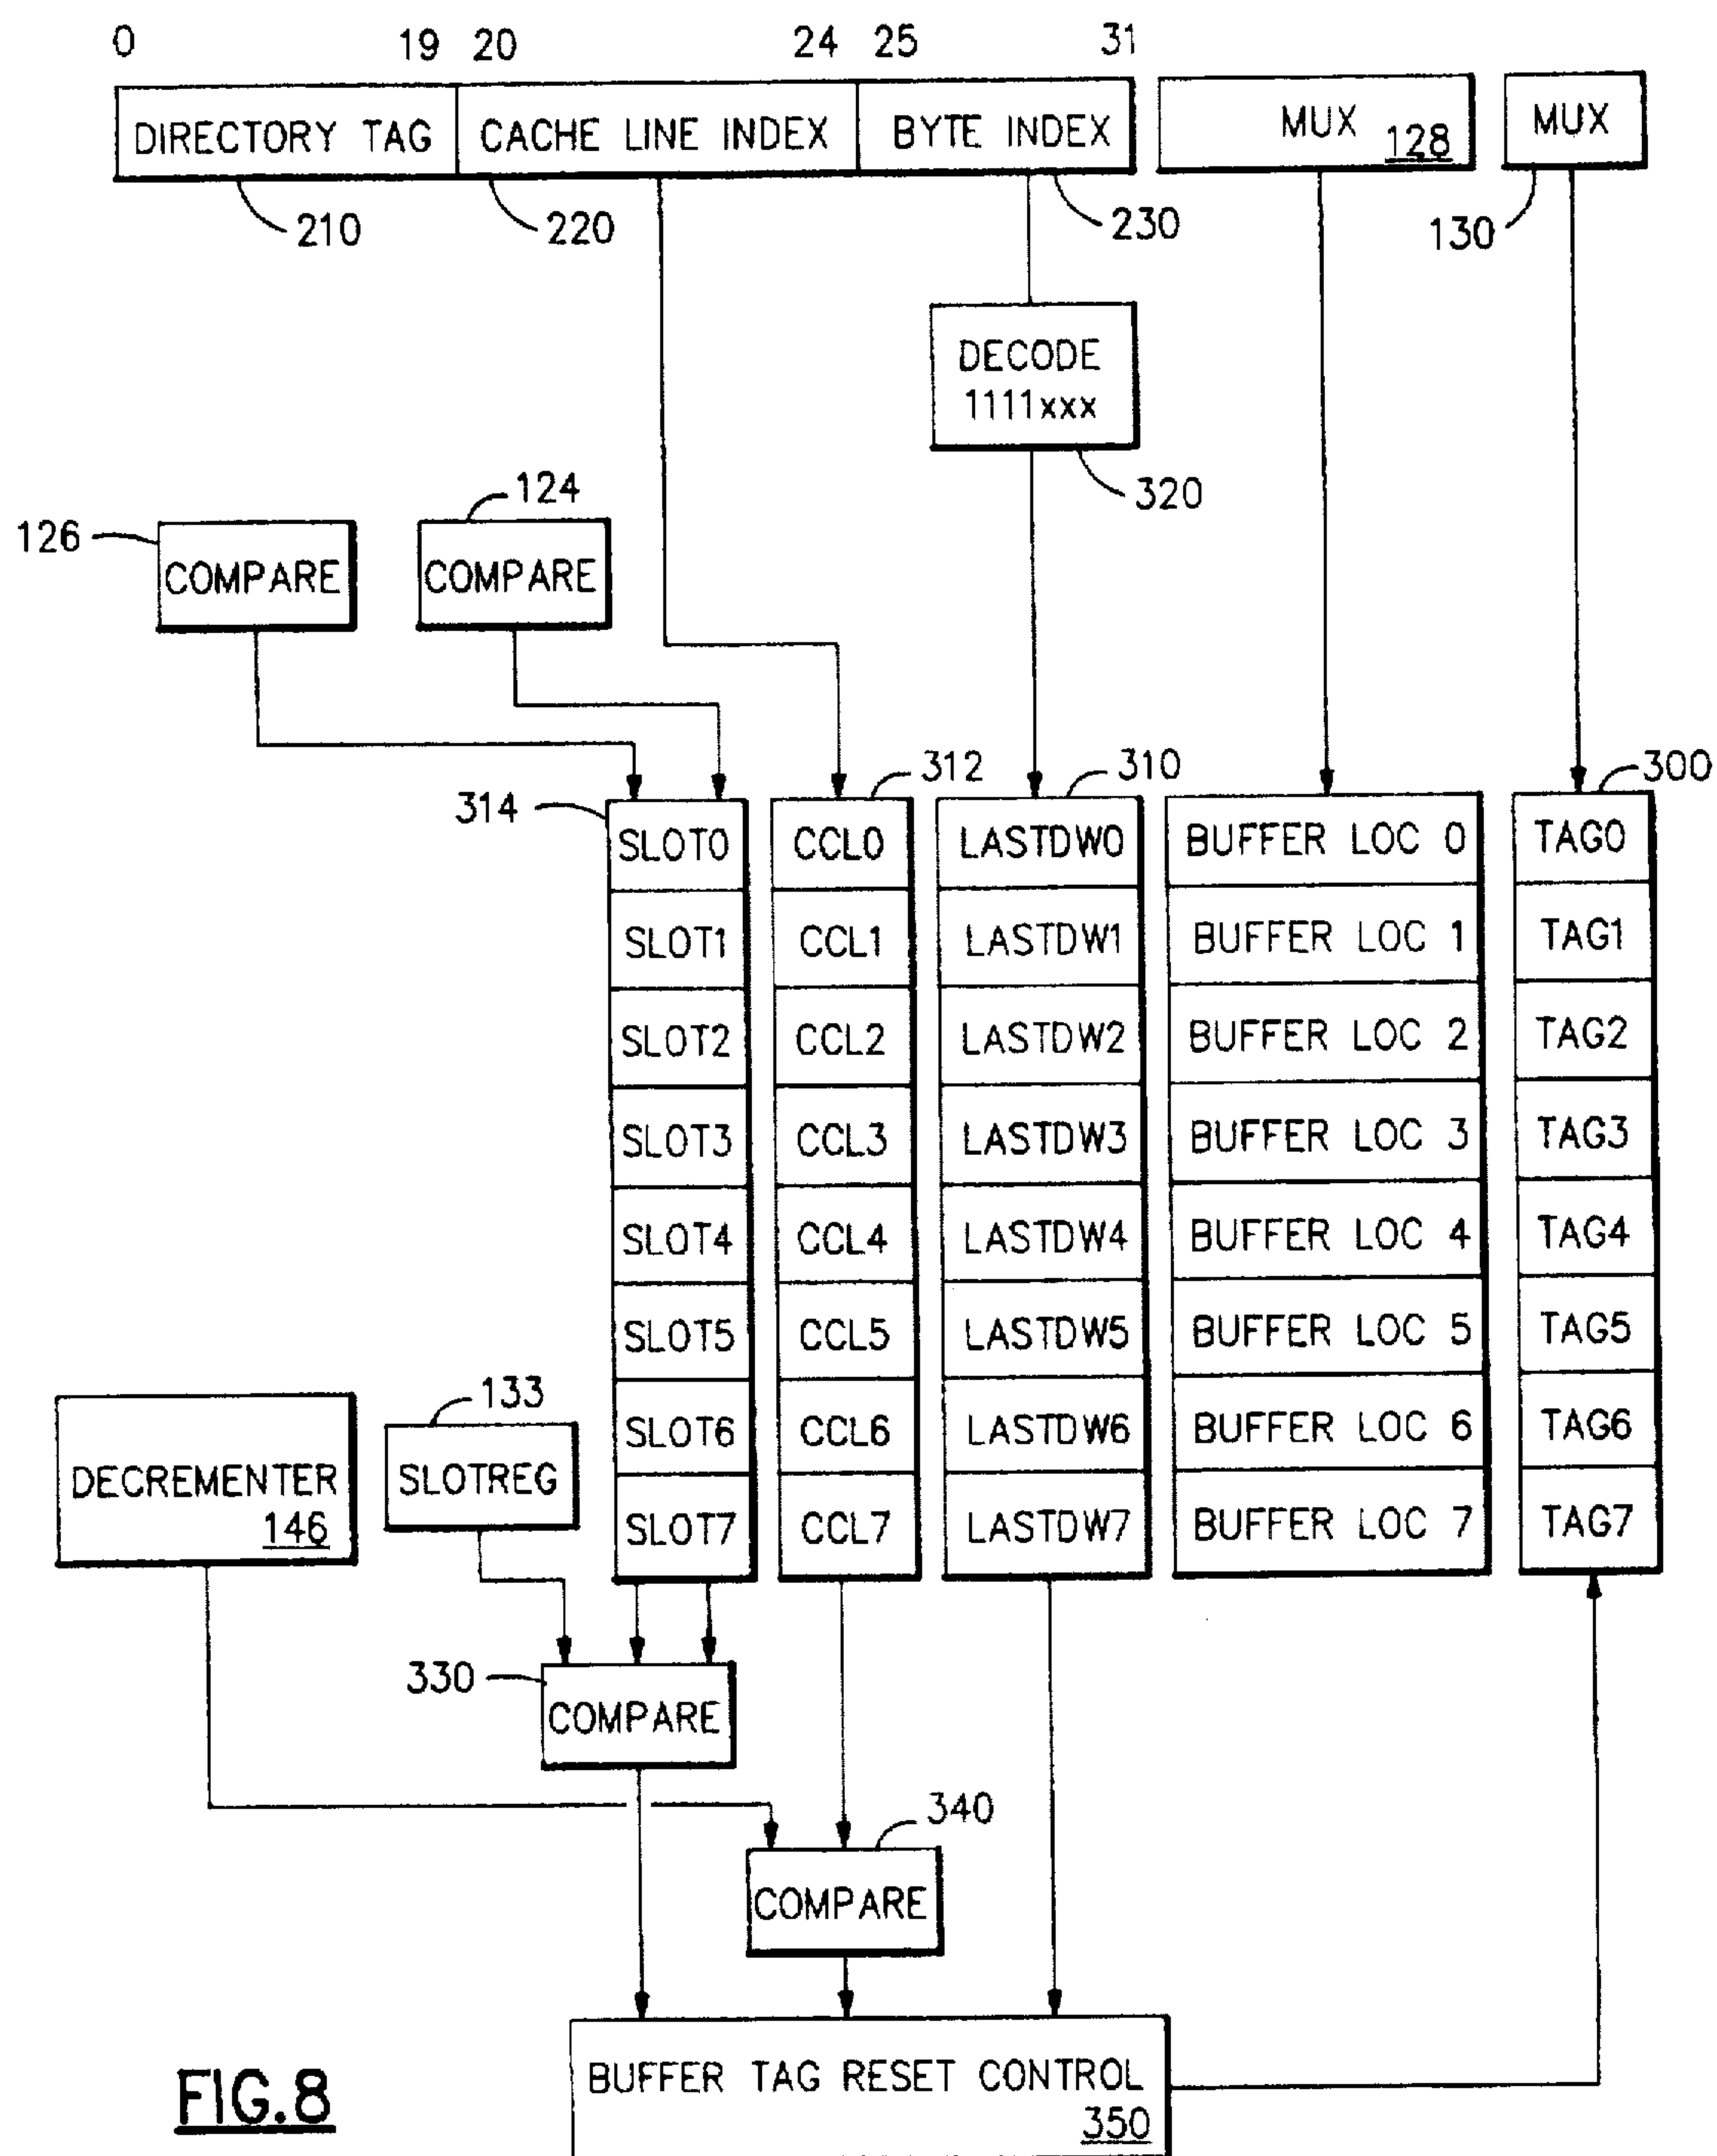 0 19 20 24 25 31
DIRECTORY TAG CACHE LINE INDEX BYTE INDEX MUX 128 MUX
210 220 230 130
DECODE
1111xxx
320
126 COMPARE
124 COMPARE
314 312 310 300
SLOT0 CCL0 LASTDW0 BUFFER LOC 0 TAG0
SLOT1 CCL1 LASTDW1 BUFFER LOC 1 TAG1
SLOT2 CCL2 LASTDW2 BUFFER LOC 2 TAG2
SLOT3 CCL3 LASTDW3 BUFFER LOC 3 TAG3
SLOT4 CCL4 LASTDW4 BUFFER LOC 4 TAG4
SLOT5 CCL5 LASTDW5 BUFFER LOC 5 TAG5
SLOT6 CCL6 LASTDW6 BUFFER LOC 6 TAG6
SLOT7 CCL7 LASTDW7 BUFFER LOC 7 TAG7
DECREMENTER
146
133
SLOTREG
330 COMPARE
340
COMPARE
BUFFER TAG RESET CONTROL
350
FIG.8